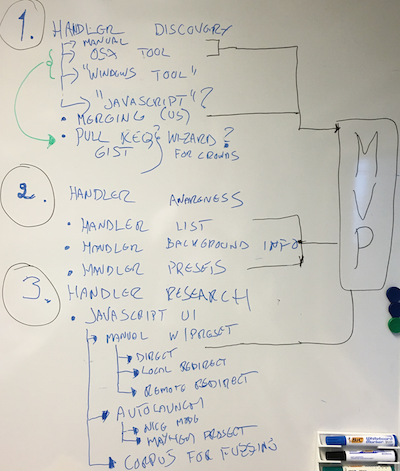 1. HANDLER DISCOVERY
MANUAL
OSX TOOL
"WINDOWS TOOL"
"JAVASCRIPT"?
• MERGING (US)
• PULL REQ? WIZARD?
GIST FOR CROWDS
MVP
2. HANDLER AWARENESS
• HANDLER LIST
• HANDLER BACKGROUND INFO
• HANDLER PRESETS
3. HANDLER RESEARCH
• JAVASCRIPT UI
MANUAL W/PRESET
DIRECT
LOCAL REDIRECT
REMOTE REDIRECT
AUTOLAUNCH
NICE MODE
MAYHEM PROJECT
CORPUS FOR FUZZING
BIC